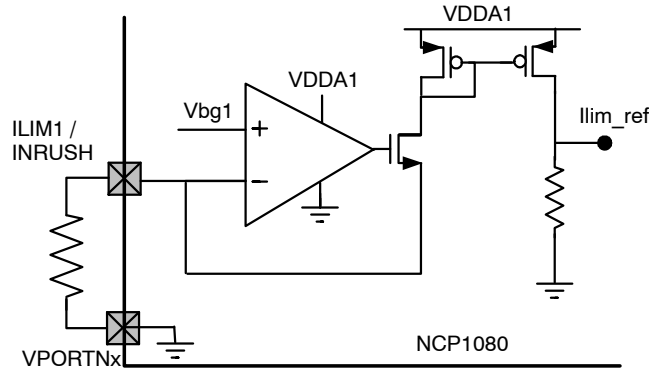 VDDA1
VDDA1
Vbg1
+
ILIM1 /
INRUSH
Ilim_ref
−
VPORTNx
NCP1080